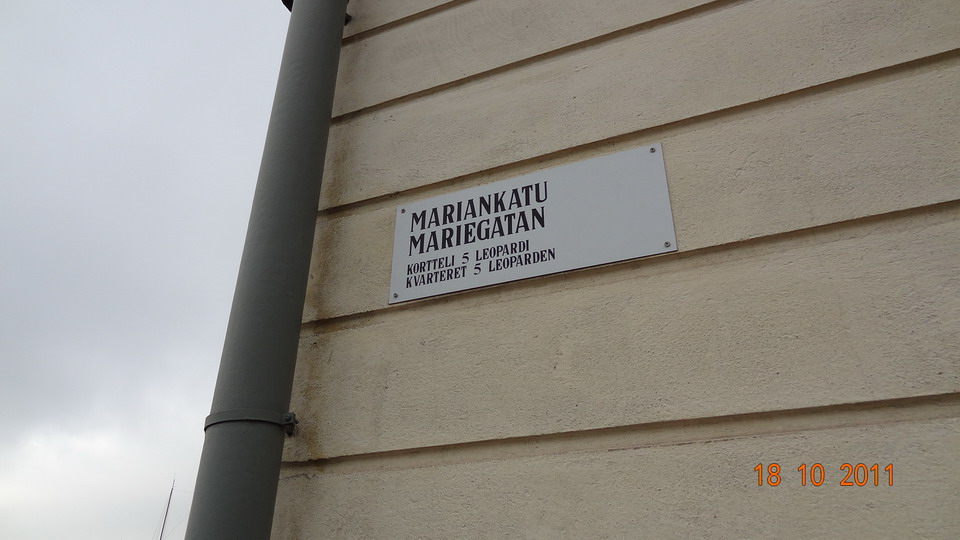 MARIANKATU
MARIEGATAN
KORTTELI 5 LEOPARDI
KVARTERET 5 LEOPARDEN
18 10 2011